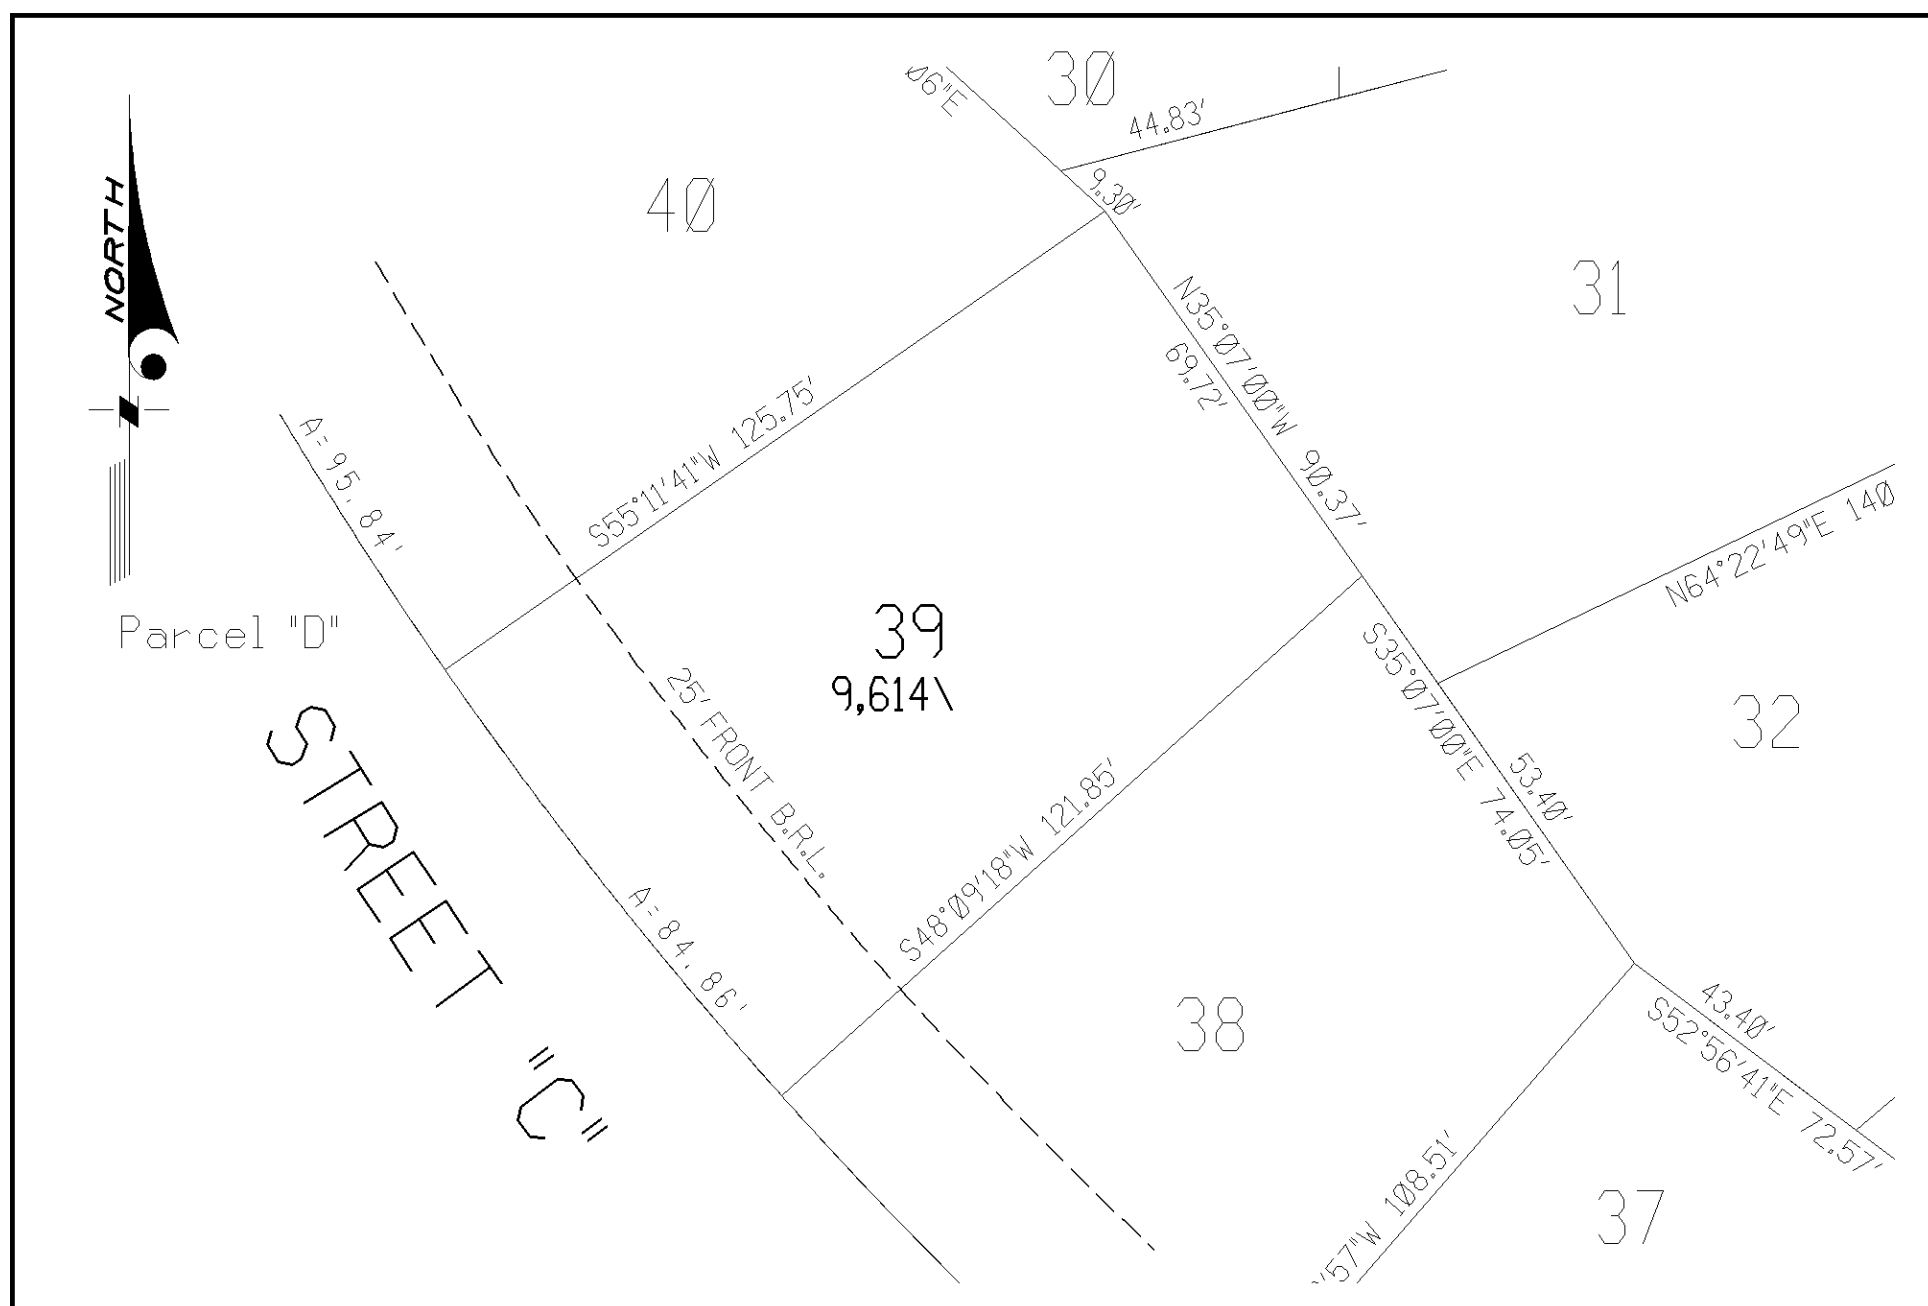 Ø6"E
30
44.83'
9.30'
NORTH
40
31
N35°07'ØØ"W 9Ø.37'
69.72'
S55°11'41"W 125.75'
A=95.84'
N64°22'49"E 14Ø
Parcel "D"
39
9,614\
S35°Ø7'ØØ"E 74.Ø5'
53.4Ø'
32
25' FRONT B.R.L.
STREET "C"
S48°Ø9'18"W 121.85'
A=84.86'
38
43.4Ø'
S52°56'41"E 72.57'
'57"W 1Ø8.51'
37